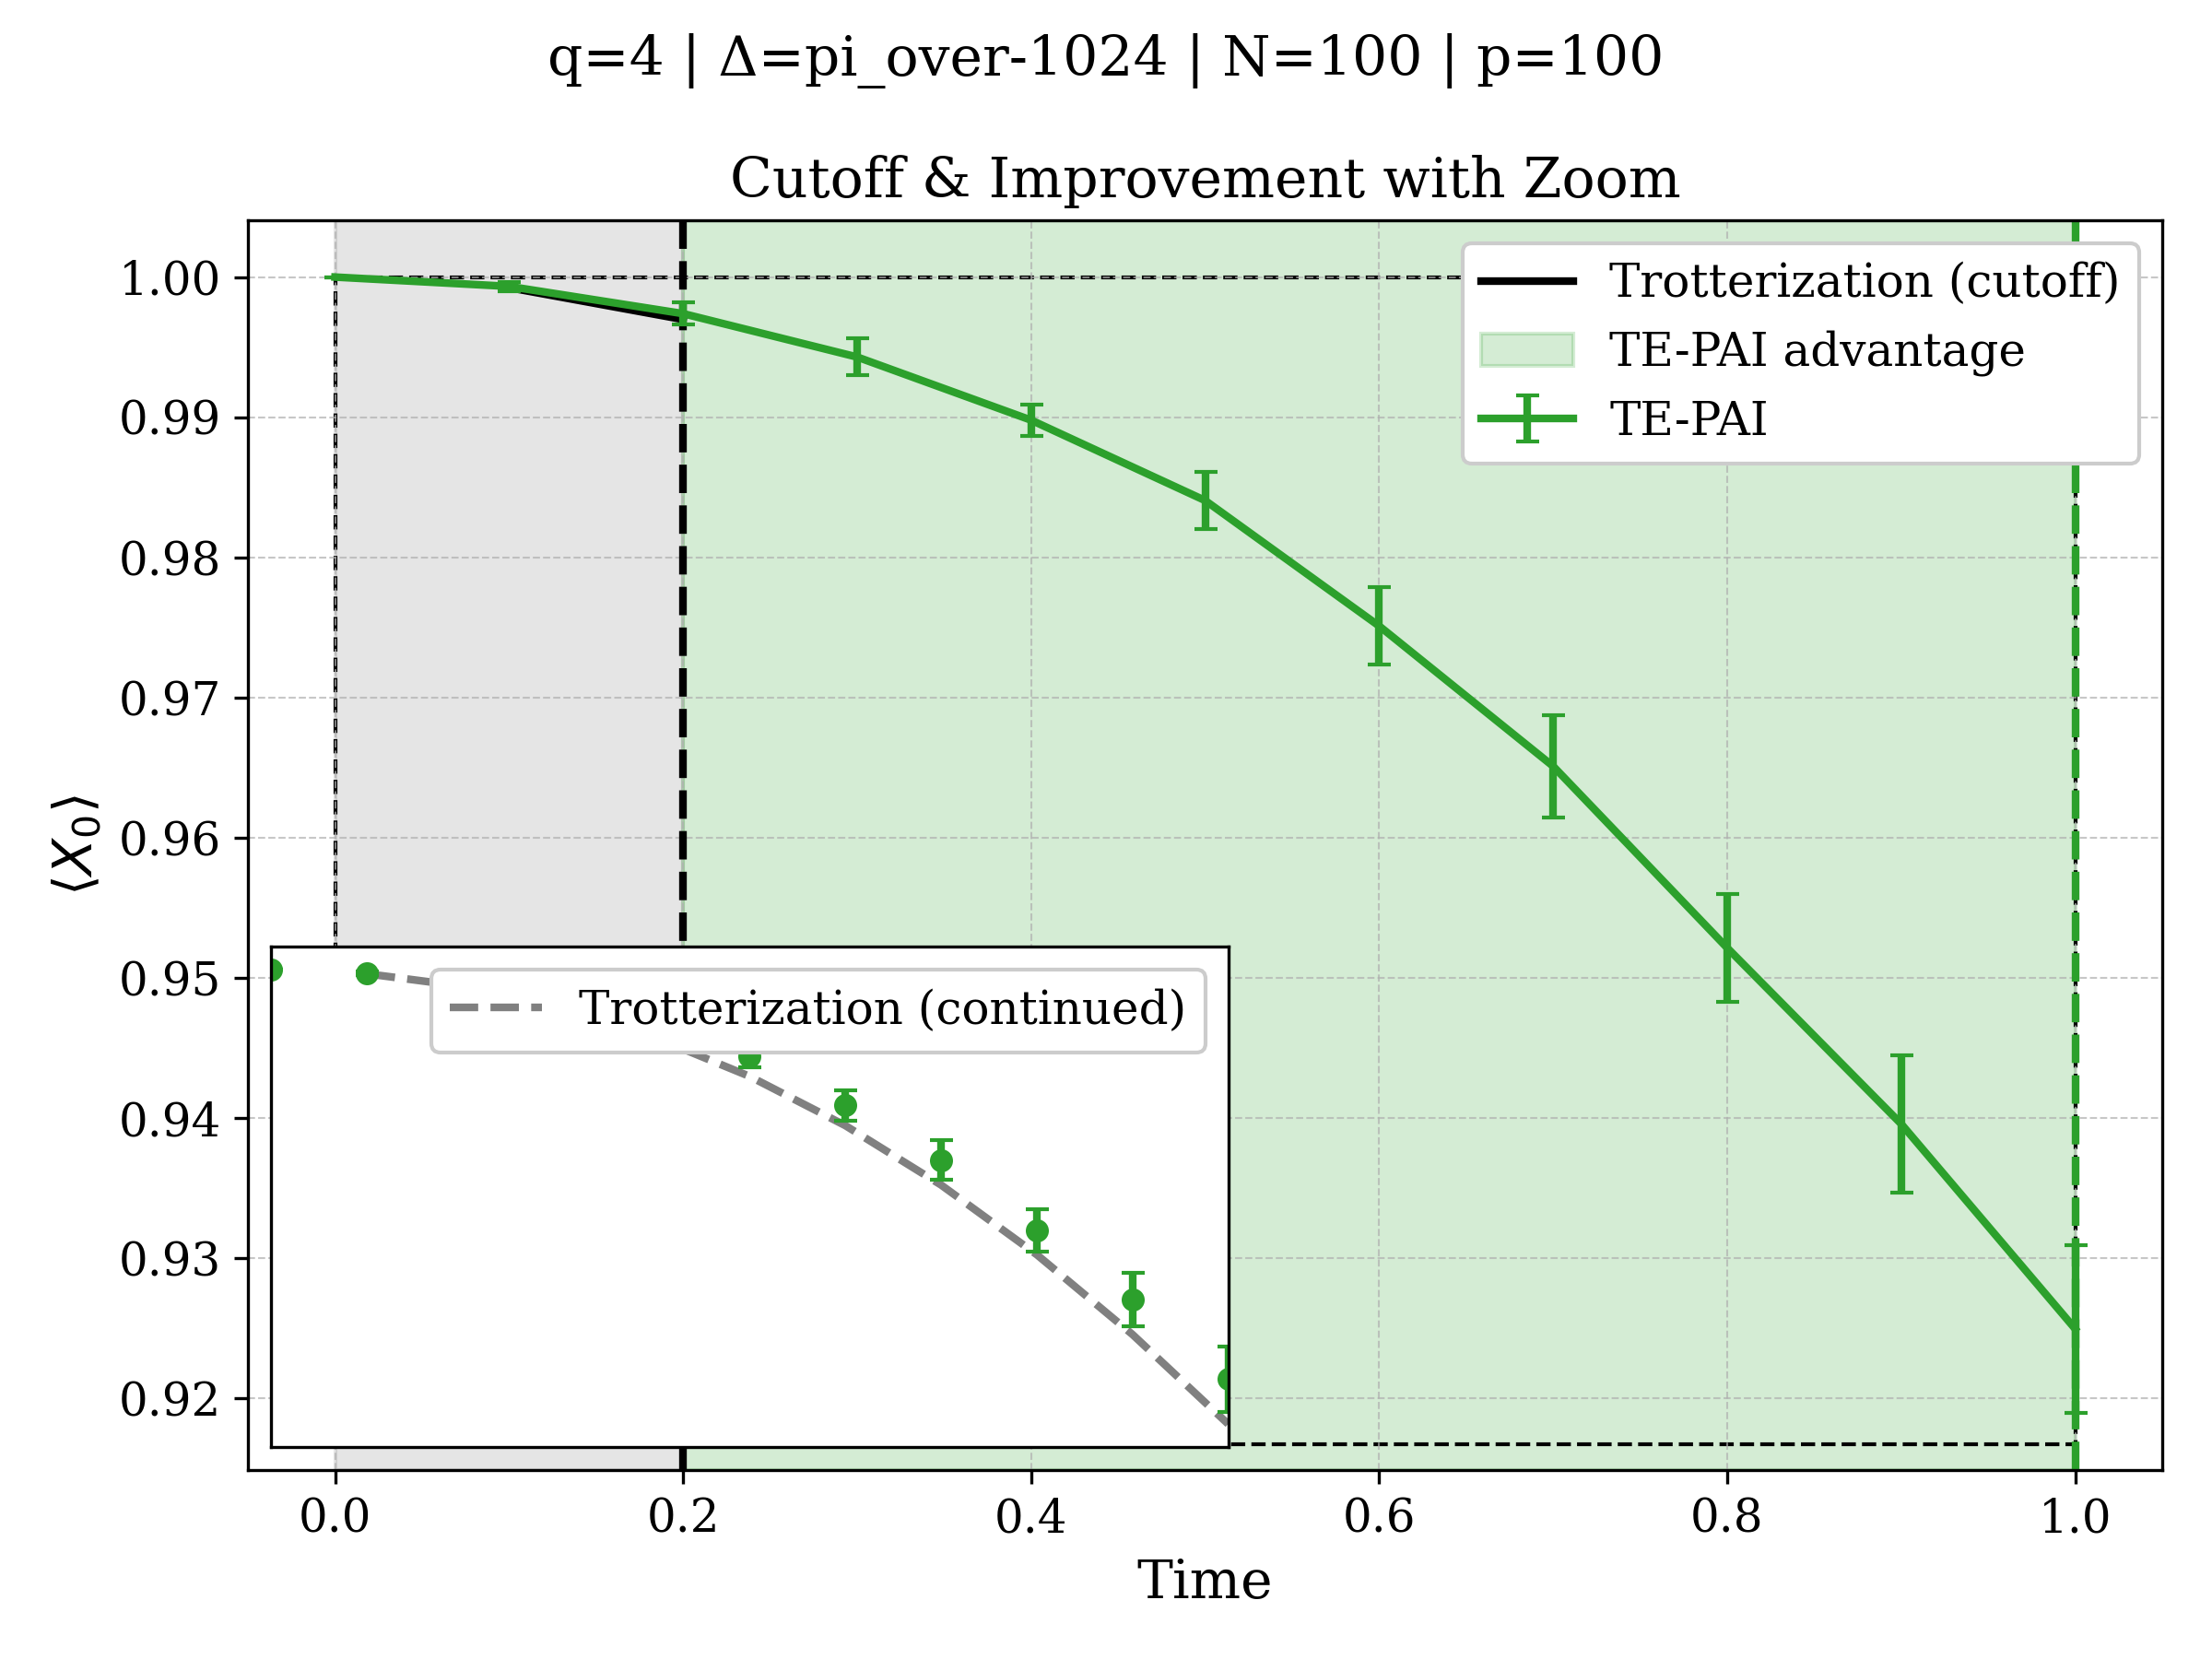 q=4 | Δ=pi_over-1024 | N=100 | p=100
Cutoff & Improvement with Zoom
1.00
0.99
0.98
0.97
0.96
0.95
0.94
0.93
0.92
⟨X₀⟩
Trotterization (cutoff)
TE-PAI advantage
TE-PAI
Trotterization (continued)
0.0 0.2 0.4 0.6 0.8 1.0
Time